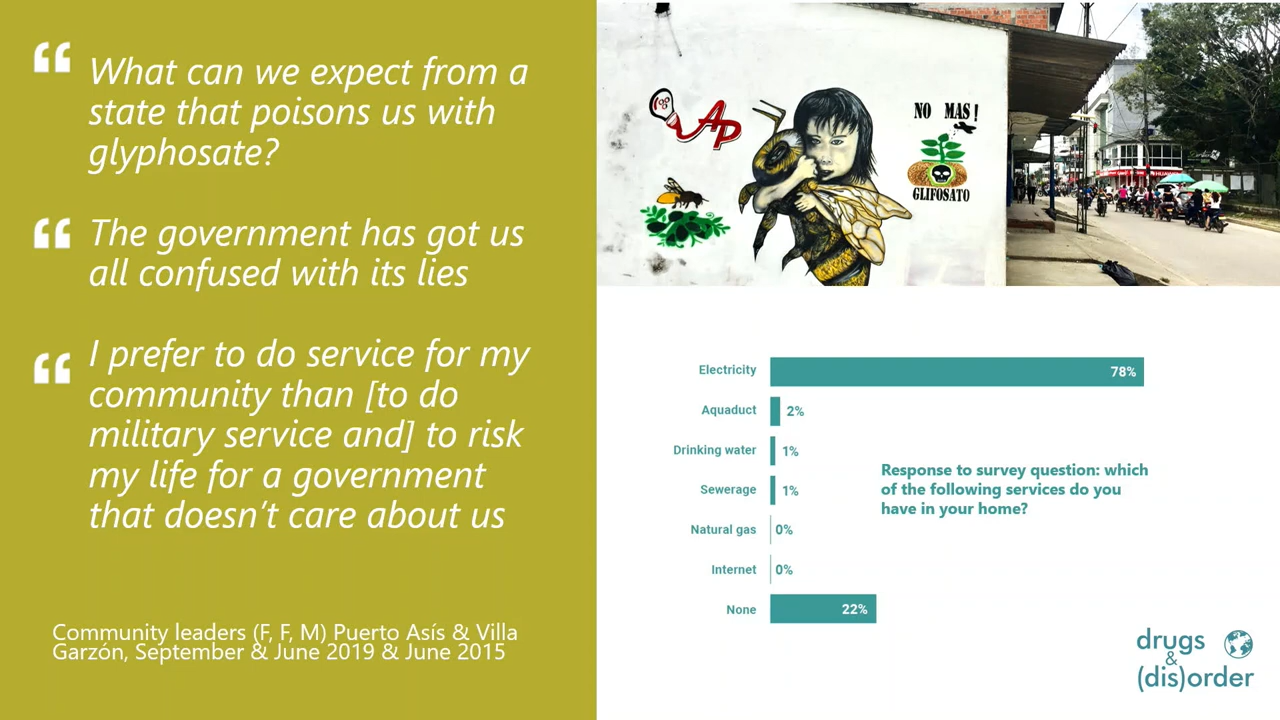 What can we expect from a
state that poisons us with
glyphosate?
The government has got us
all confused with its lies
I prefer to do service for my
community than [to do
military service and] to risk
my life for a government
that doesn't care about us
Community leaders (F, F, M) Puerto Asís & Villa
Garzón, September & June 2019 & June 2015
AP
NO MAS!
GLIFOSATO
Electricity 78%
Aquaduct 2%
Drinking water 1%
Sewerage 1%
Natural gas 0%
Internet 0%
None 22%
Response to survey question: which
of the following services do you
have in your home?
drugs
&
(dis)order